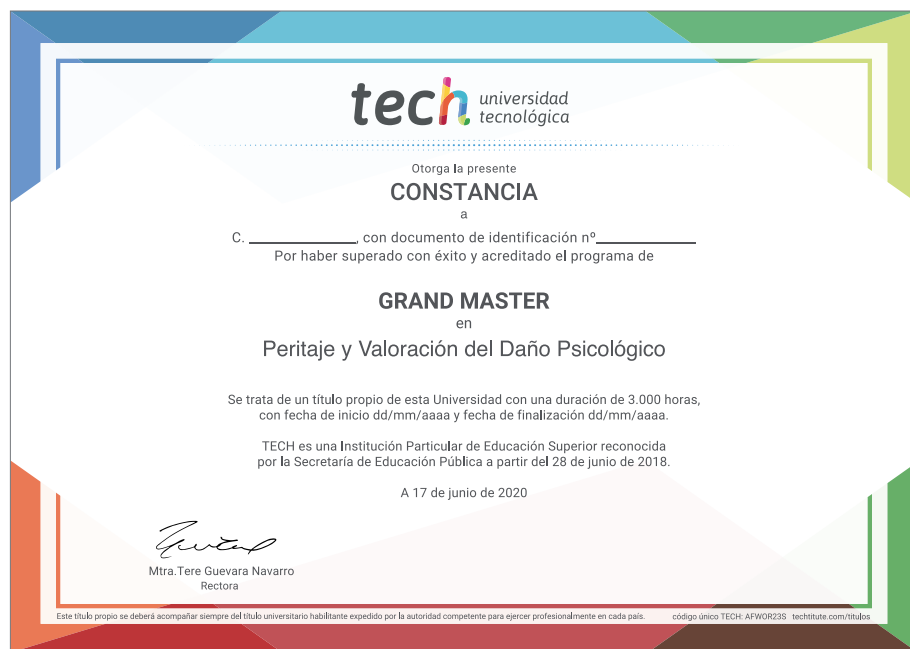 tech universidad
tecnológica
Otorga la presente
CONSTANCIA
a
C. ____________, con documento de identificación nº____________
Por haber superado con éxito y acreditado el programa de
GRAND MASTER
en
Peritaje y Valoración del Daño Psicológico
Se trata de un título propio de esta Universidad con una duración de 3.000 horas,
con fecha de inicio dd/mm/aaaa y fecha de finalización dd/mm/aaaa.
TECH es una Institución Particular de Educación Superior reconocida
por la Secretaría de Educación Pública a partir del 28 de junio de 2018.
A 17 de junio de 2020
Mtra.Tere Guevara Navarro
Rectora
Este título propio se deberá acompañar siempre del título universitario habilitante expedido por la autoridad competente para ejercer profesionalmente en cada país. código único TECH: AFWOR23S techtitute.com/titulos